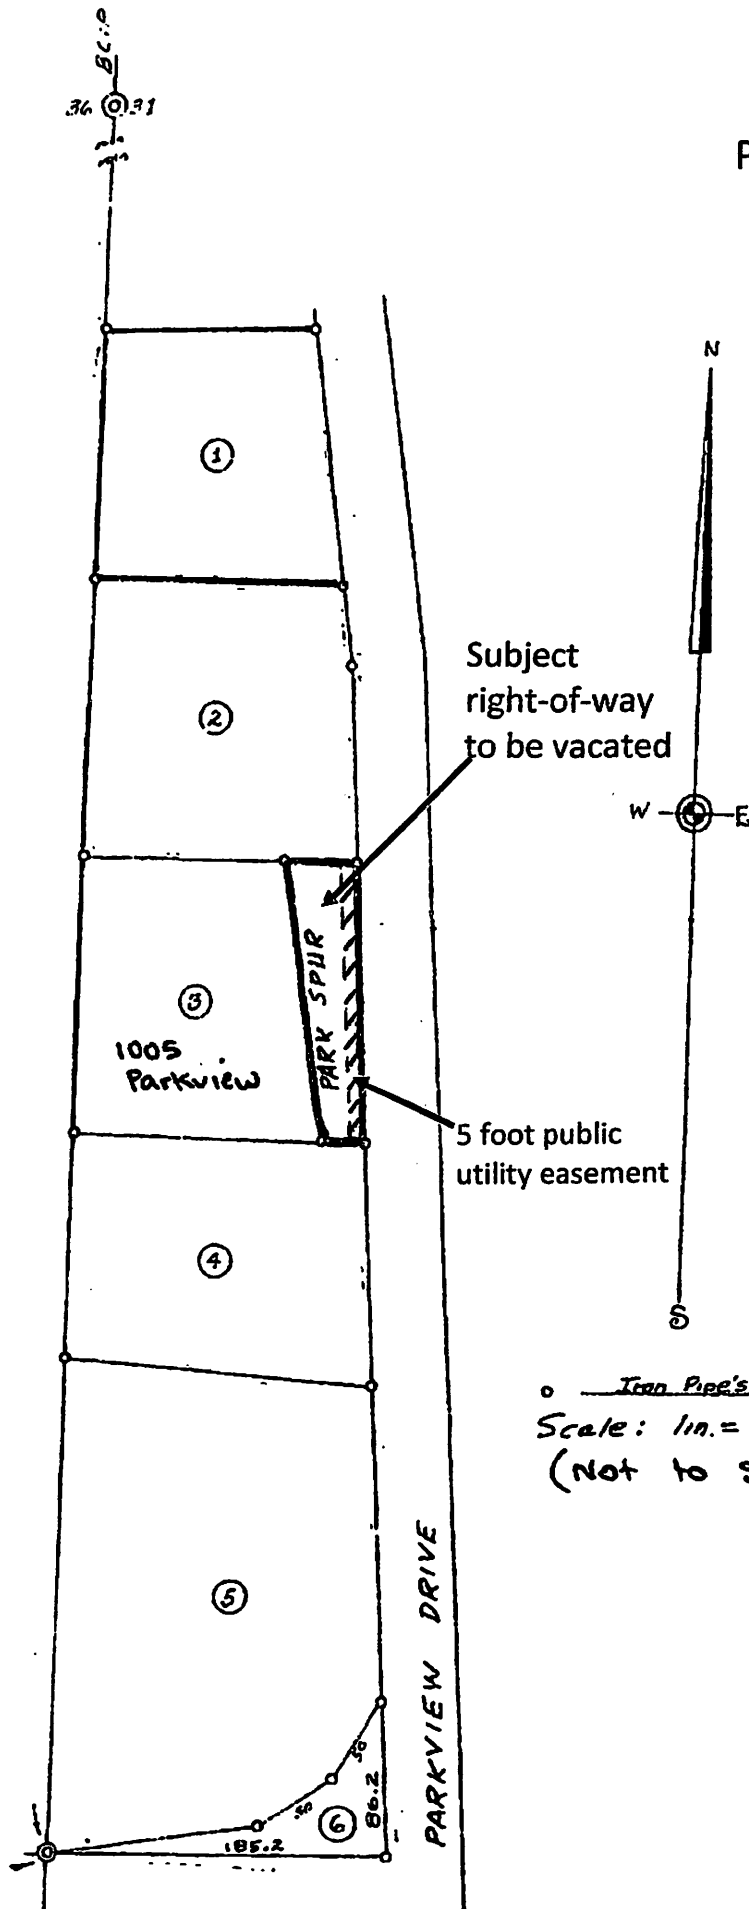 36
31
P
N
1
Subject
right-of-way
to be vacated
2
W
E
PARK SPUR
3
1005
Parkview
5 foot public
utility easement
4
S
Iron Pipe's
Scale: 1in.=
(Not to S
5
PARKVIEW DRIVE
50
50
86.2
6
185.2